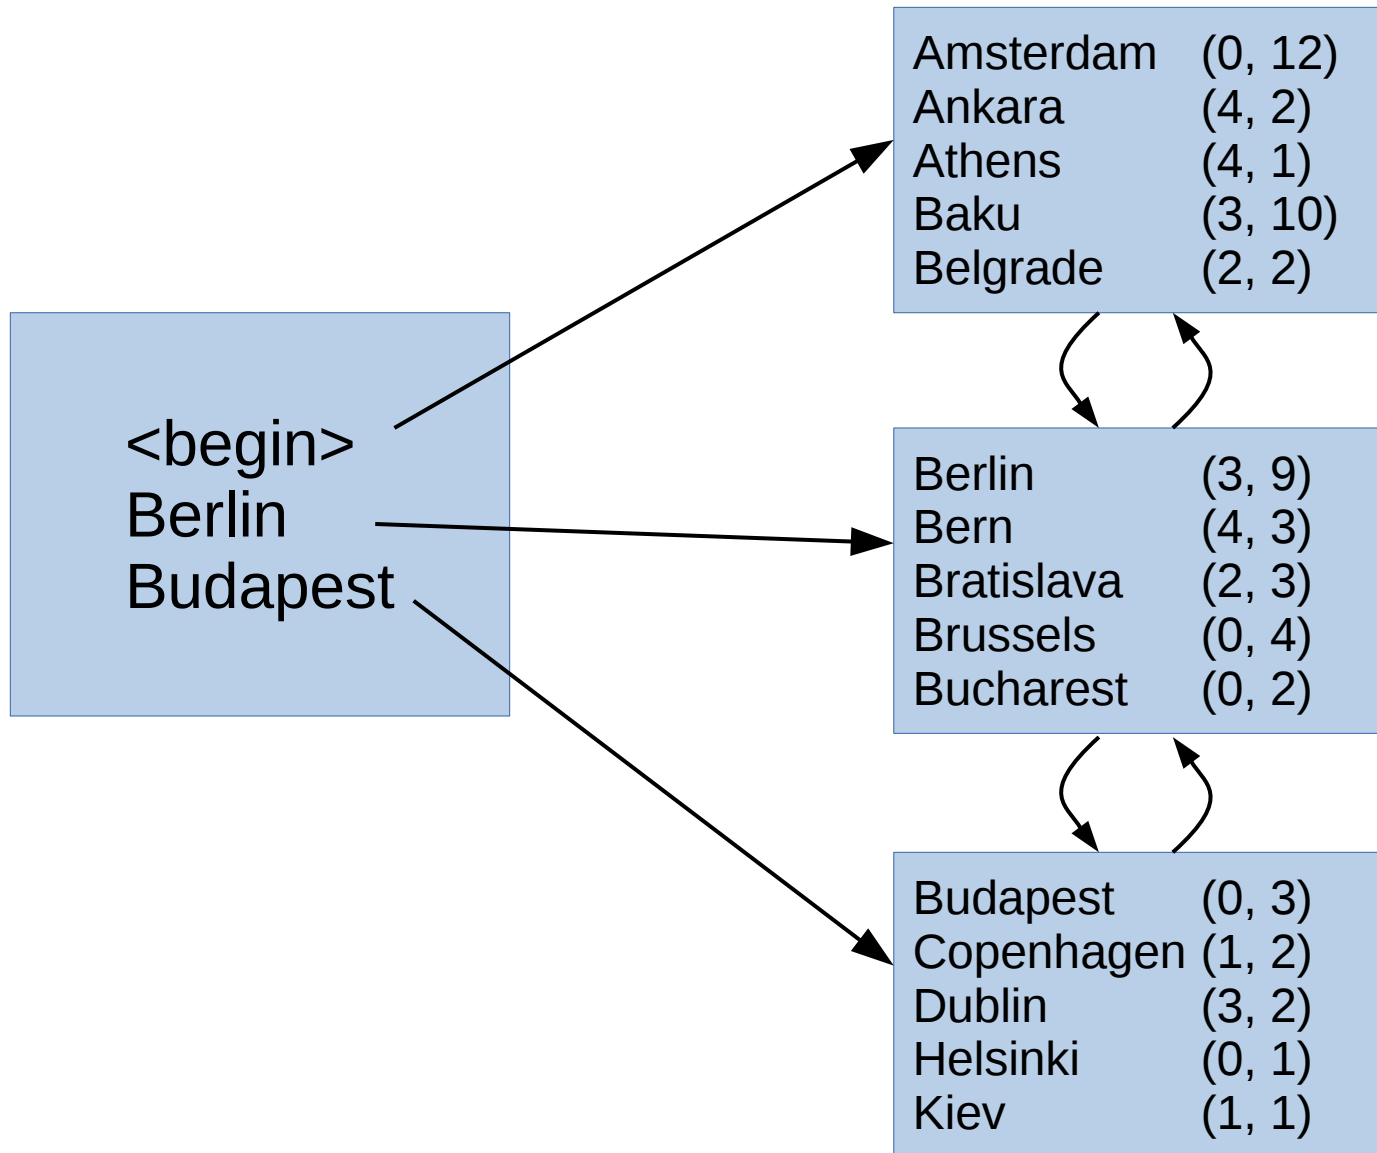 <begin>
Berlin
Budapest
Amsterdam (0, 12)
Ankara (4, 2)
Athens (4, 1)
Baku (3, 10)
Belgrade (2, 2)
Berlin (3, 9)
Bern (4, 3)
Bratislava (2, 3)
Brussels (0, 4)
Bucharest (0, 2)
Budapest (0, 3)
Copenhagen (1, 2)
Dublin (3, 2)
Helsinki (0, 1)
Kiev (1, 1)